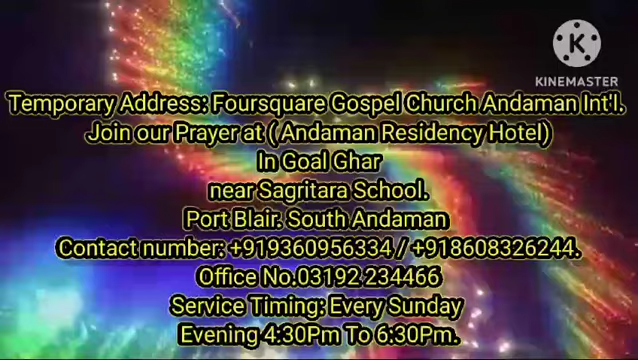 KINEMASTER
Temporary Address: Foursquare Gospel Church Andaman Int'l.
Join our Prayer at ( Andaman Residency Hotel)
In Goal Ghar
near Sagritara School.
Port Blair. South Andaman
Contact number: +919360956334 / +918608326244.
Office No.03192 234466
Service Timing: Every Sunday
Evening 4:30Pm To 6:30Pm.